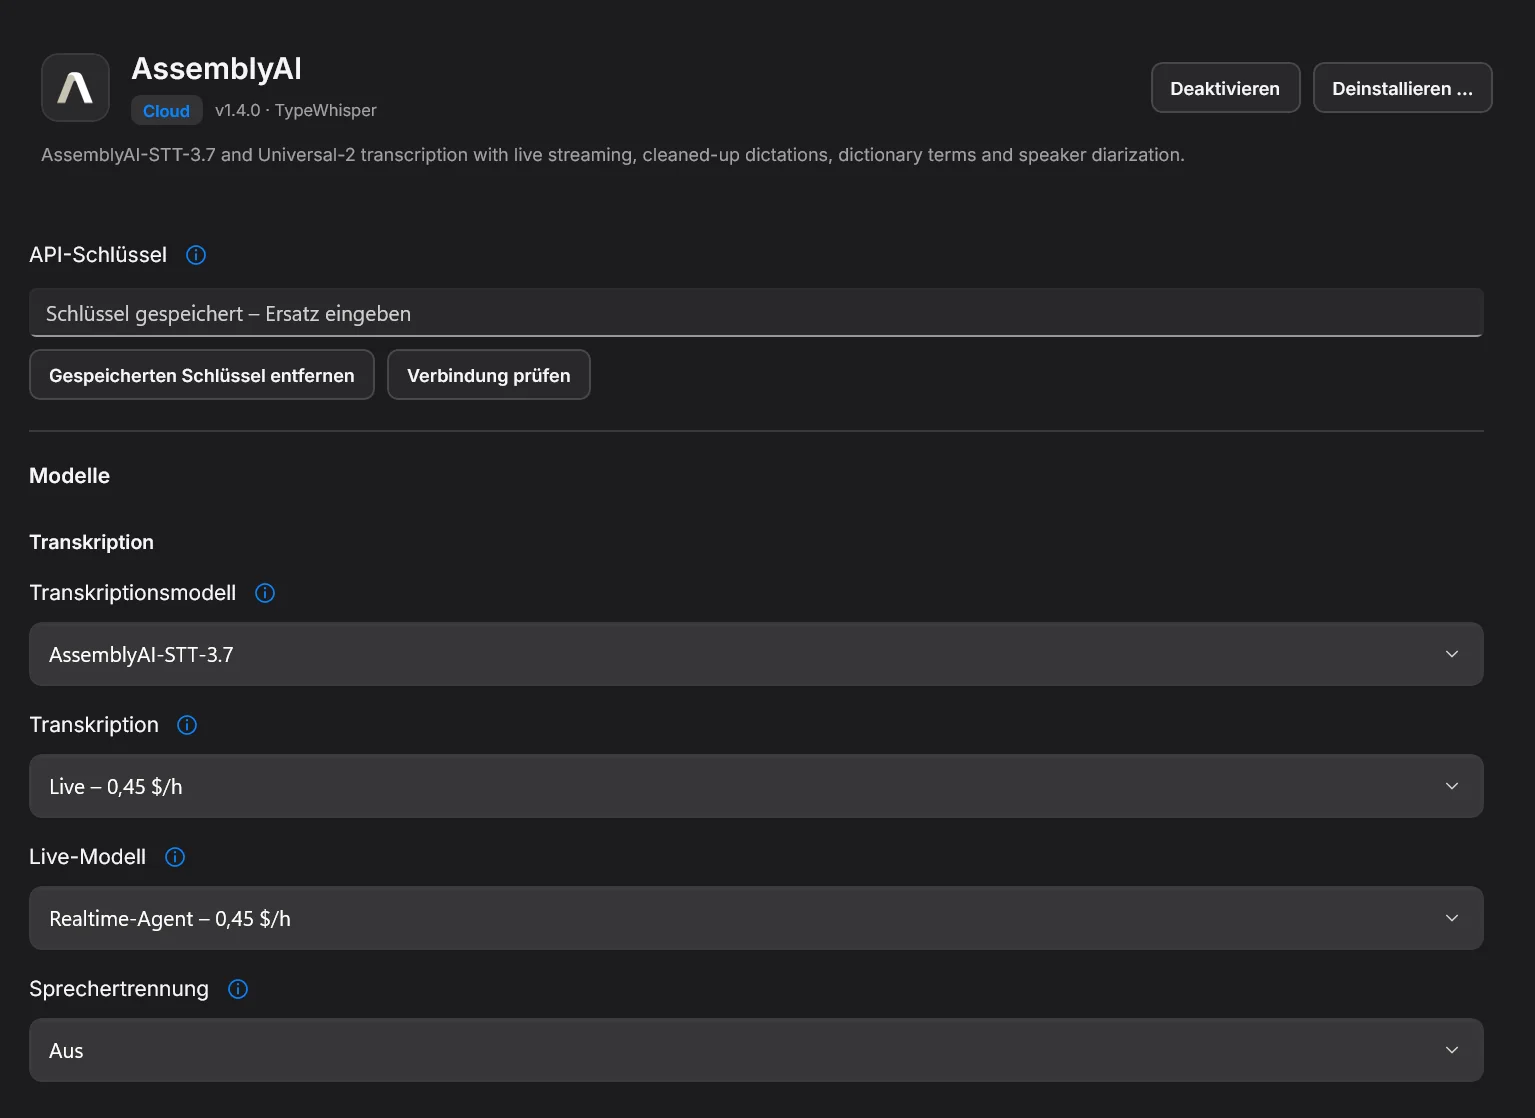 AssemblyAI
Cloud
v1.4.0 · TypeWhisper
Deaktivieren
Deinstallieren ...
AssemblyAI-STT-3.7 and Universal-2 transcription with live streaming, cleaned-up dictations, dictionary terms and speaker diarization.
API-Schlüssel
Schlüssel gespeichert – Ersatz eingeben
Gespeicherten Schlüssel entfernen
Verbindung prüfen
Modelle
Transkription
Transkriptionsmodell
AssemblyAI-STT-3.7
Transkription
Live – 0,45 $/h
Live-Modell
Realtime-Agent – 0,45 $/h
Sprechertrennung
Aus